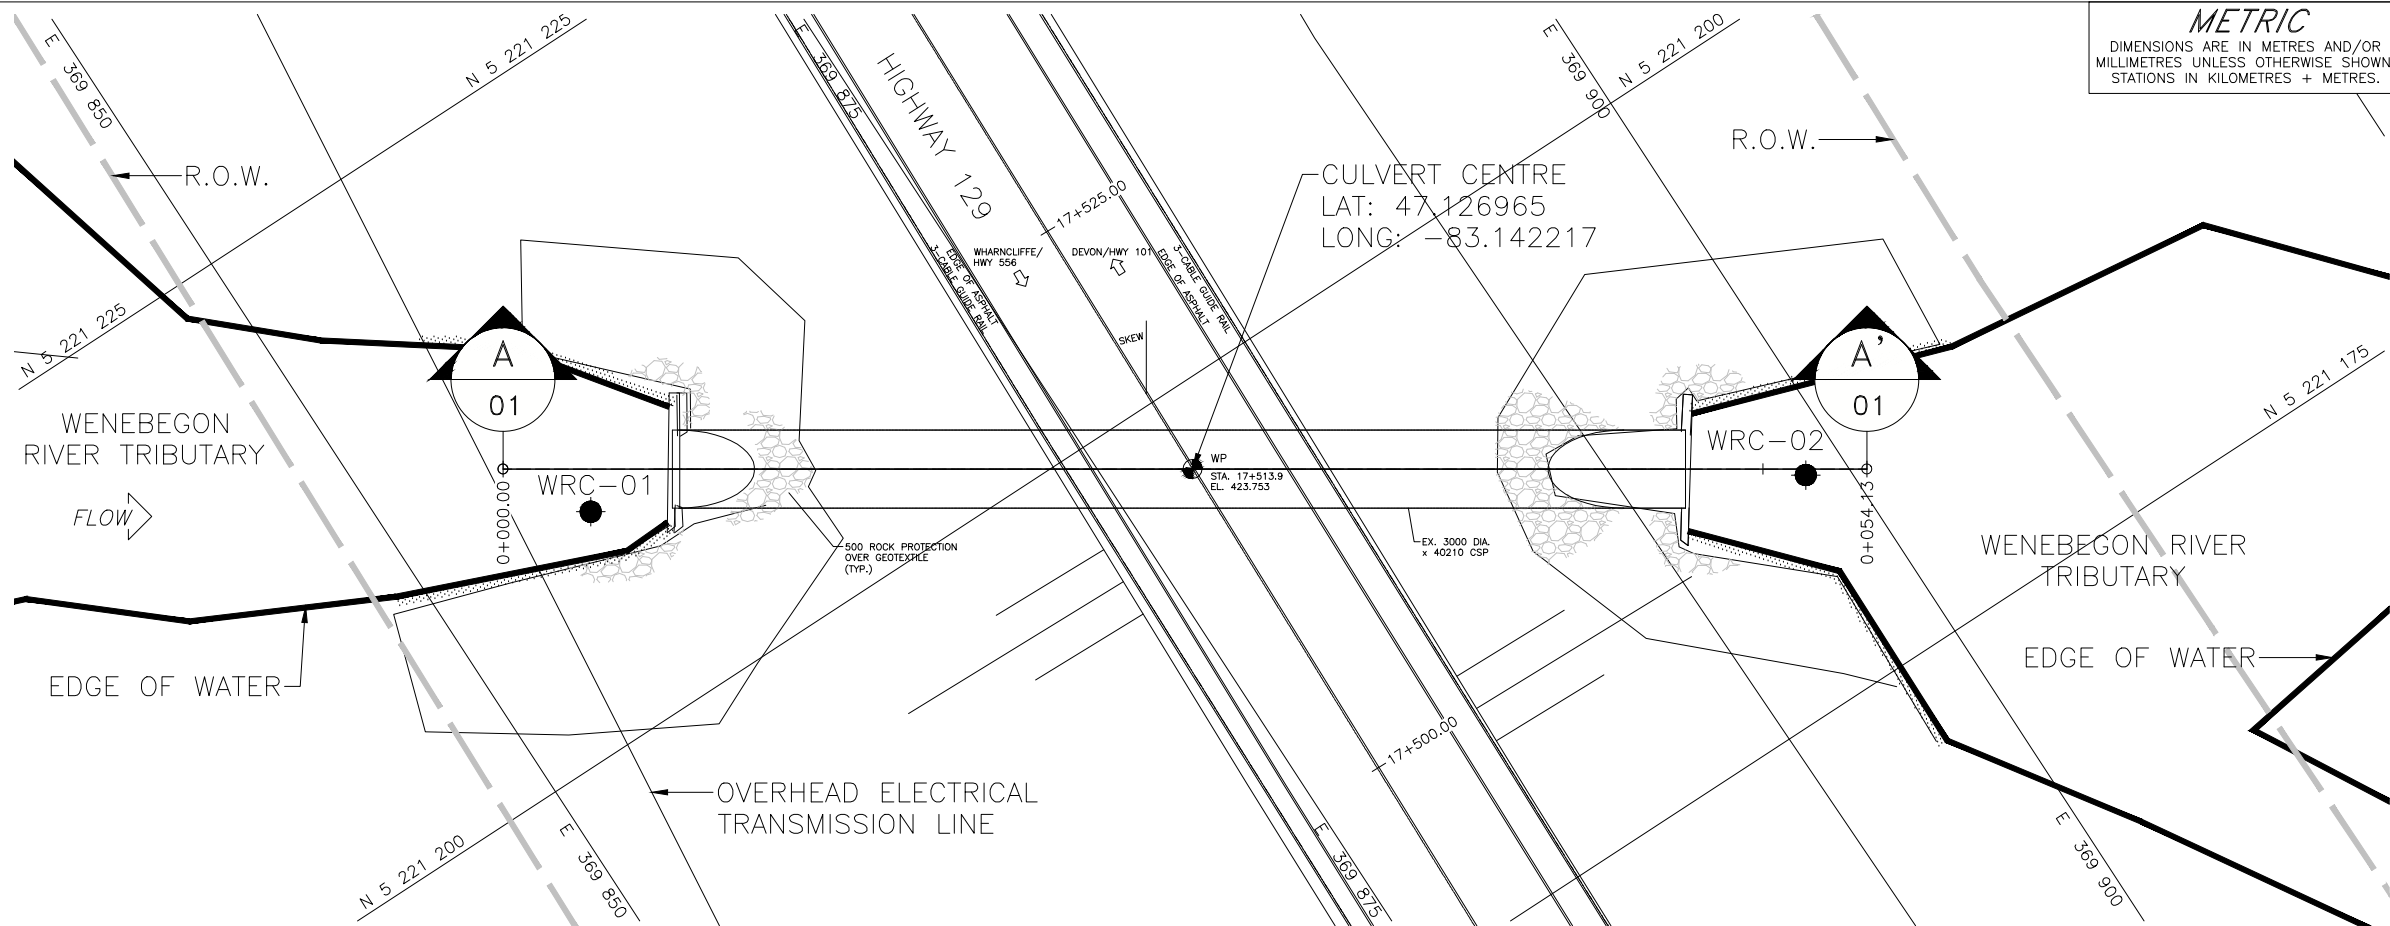 METRIC
DIMENSIONS ARE IN METRES AND/OR
MILLIMETRES UNLESS OTHERWISE SHOWN
STATIONS IN KILOMETRES + METRES.
E 369 850
N 5 221 225
E 369 875
HIGHWAY 129
E 369 900
N 5 221 200
R.O.W.
R.O.W.
CULVERT CENTRE
LAT: 47.126965
LONG: -83.142217
17+525.00
WHARNCLIFFE/
HWY 556
DEVON/HWY 101
EDGE OF ASPHALT
3-CABLE GUIDE RAIL
3-CABLE GUIDE RAIL
EDGE OF ASPHALT
SKEW
N 5 221 225
A
01
A'
01
N 5 221 175
WENEBEGON
RIVER TRIBUTARY
FLOW
WRC-01
0+000.00
WP
STA. 17+513.9
EL. 423.753
WRC-02
0+054.13
500 ROCK PROTECTION
OVER GEOTEXTILE
(TYP.)
EX. 3000 DIA.
x 40210 CSP
WENEBEGON RIVER
TRIBUTARY
EDGE OF WATER
EDGE OF WATER
17+500.00
OVERHEAD ELECTRICAL
TRANSMISSION LINE
N 5 221 200
E 369 850
E 369 875
E 369 900